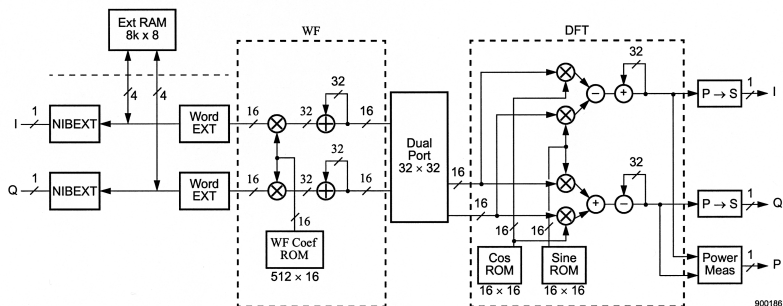 Ext RAM
8k x 8
WF
DFT
4
4
32
32
32
32
I
1
NIBEXT
Word
EXT
16
32
16
Q
1
NIBEXT
Word
EXT
16
32
16
16
WF Coef
ROM
512 × 16
Dual
Port
32 × 32
16
16
16
16
Cos
ROM
16 × 16
Sine
ROM
16 × 16
P → S
1
I
P → S
1
Q
Power
Meas
1
P
900186